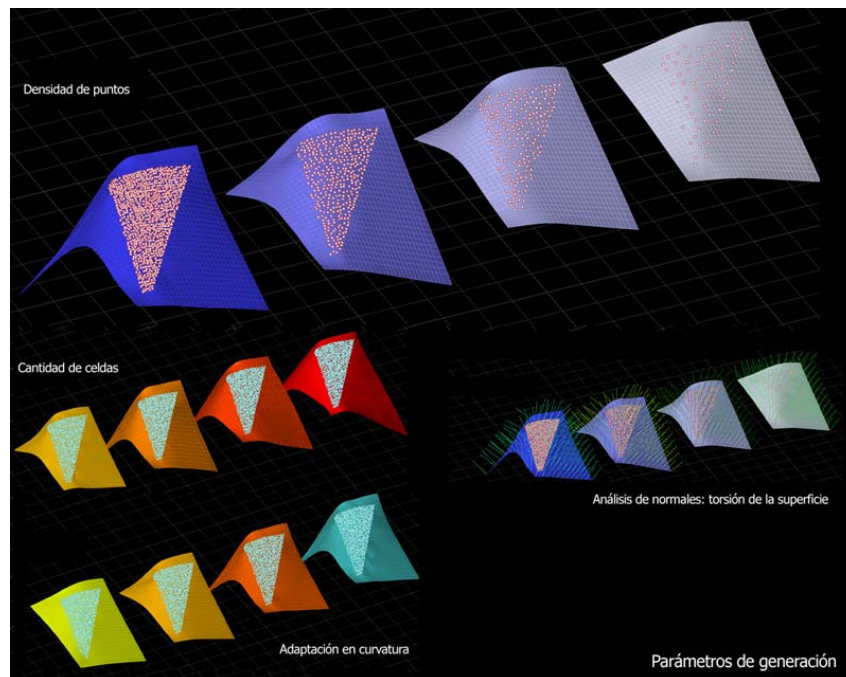 Densidad de puntos
Cantidad de celdas
Análisis de normales: torsión de la superficie
Adaptación en curvatura
Parámetros de generación